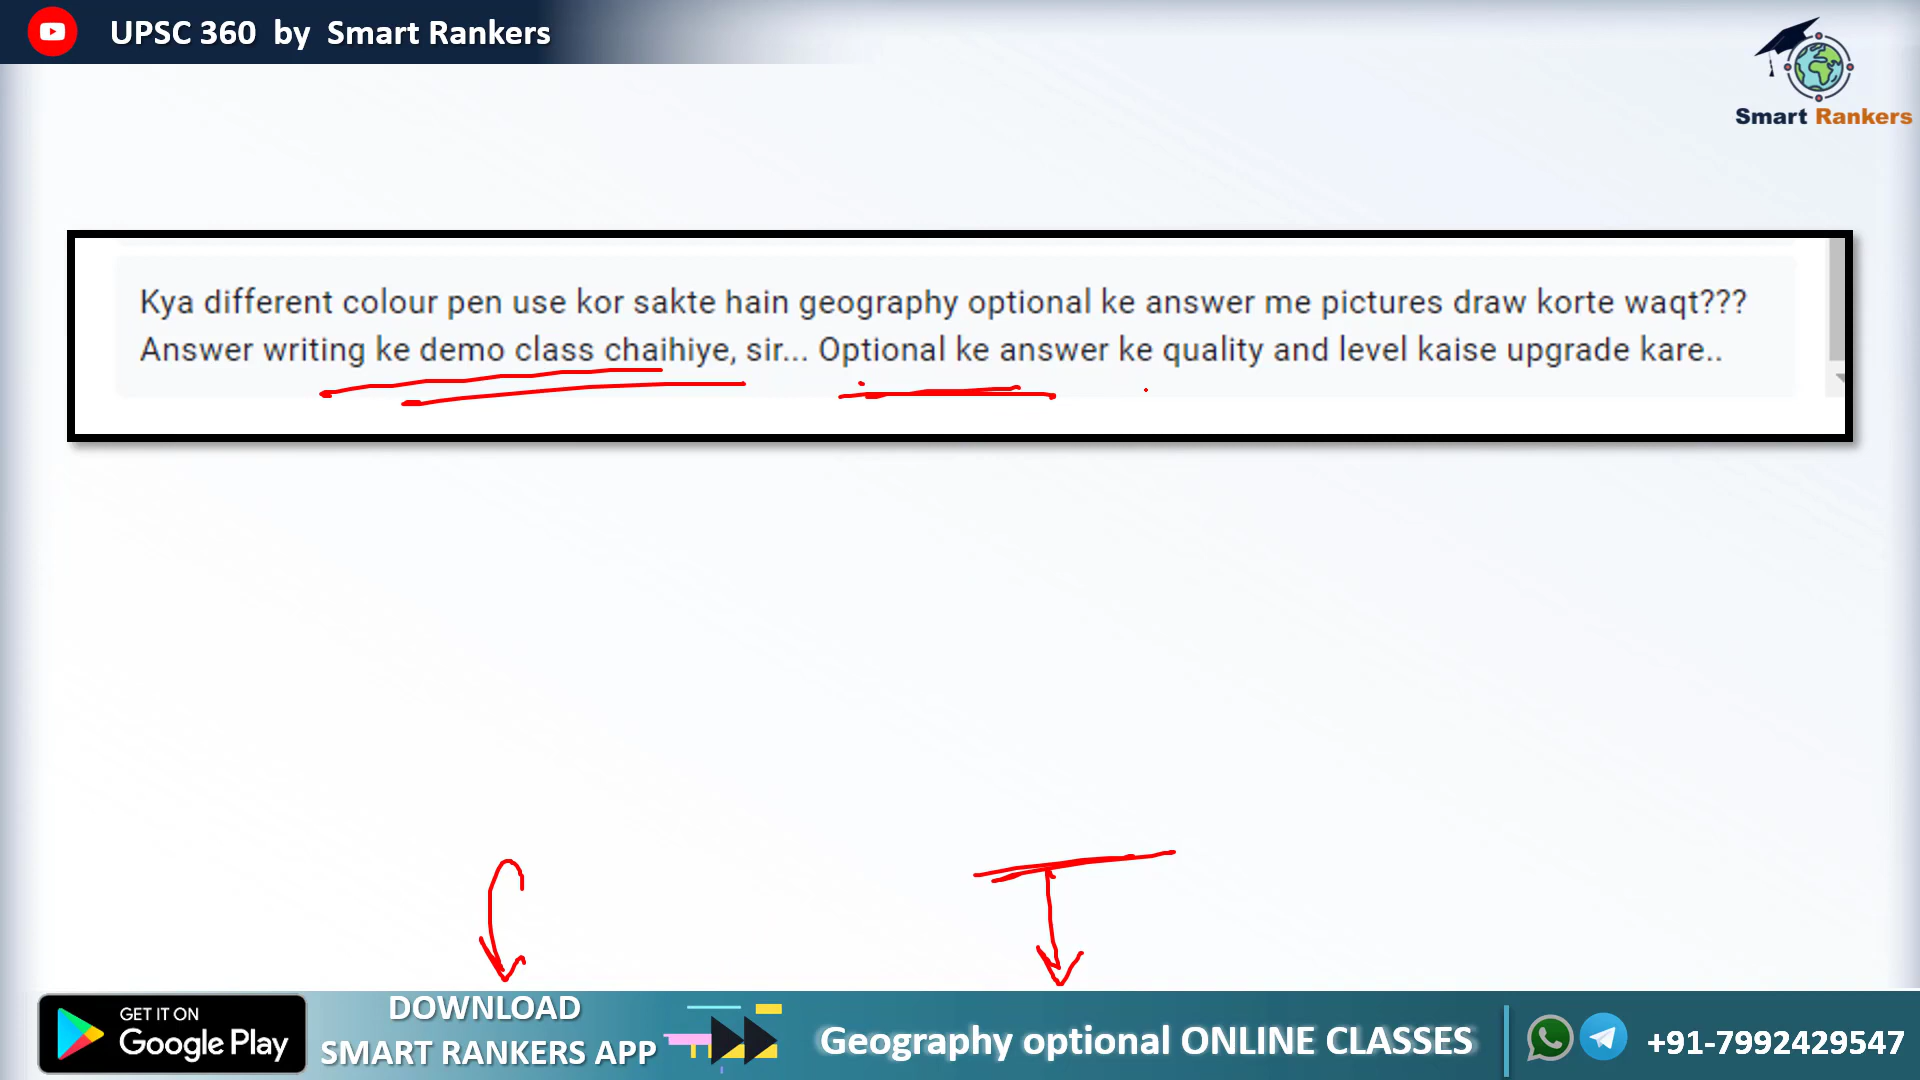 UPSC 360 by Smart Rankers
Smart Rankers
Kya different colour pen use kor sakte hain geography optional ke answer me pictures draw korte waqt???
Answer writing ke demo class chaihiye, sir... Optional ke answer ke quality and level kaise upgrade kare..
GET IT ON
Google Play
DOWNLOAD
SMART RANKERS APP
Geography optional ONLINE CLASSES
+91-7992429547